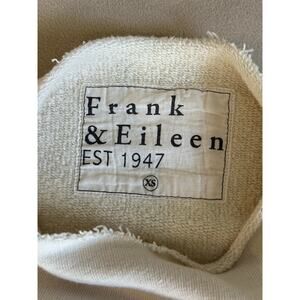 Frank
& Eileen
EST 1947
XS